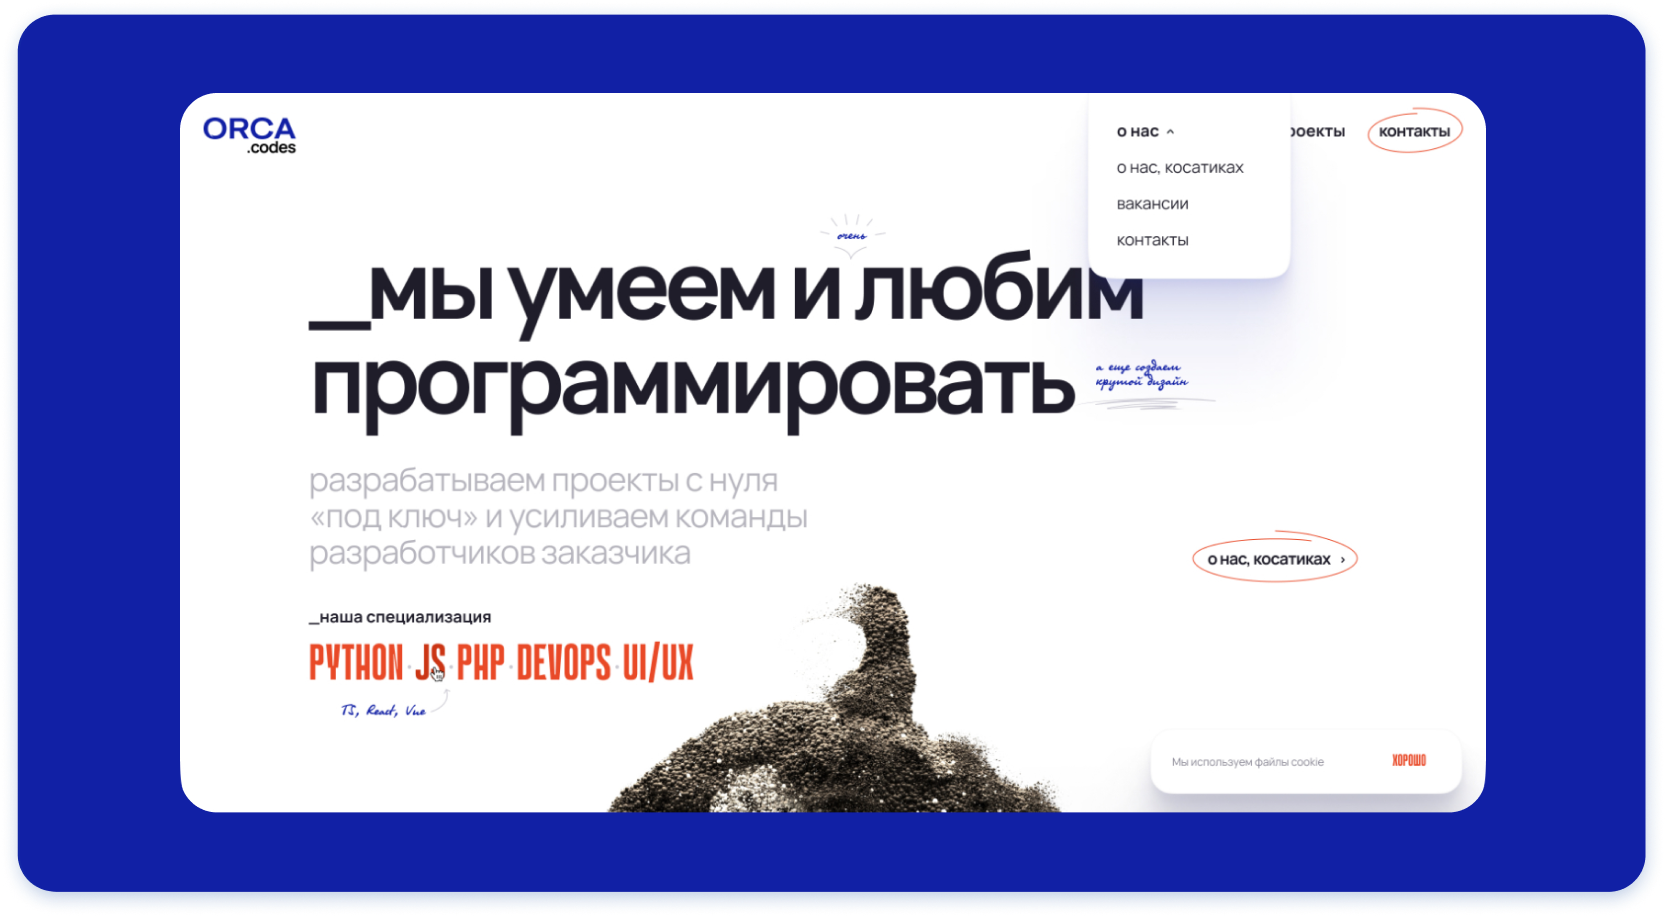 ORCA
.codes
о нас
роекты
контакты
о нас, косатиках
вакансии
контакты
очень
_мы умеем и любим
программировать
а еще создаем
крутой дизайн
разрабатываем проекты с нуля
«под ключ» и усиливаем команды
разработчиков заказчика
о нас, косатиках ›
_наша специализация
PYTHON · JS · PHP · DEVOPS · UI/UX
TS, React, Vue
Мы используем файлы cookie
ХОРОШО